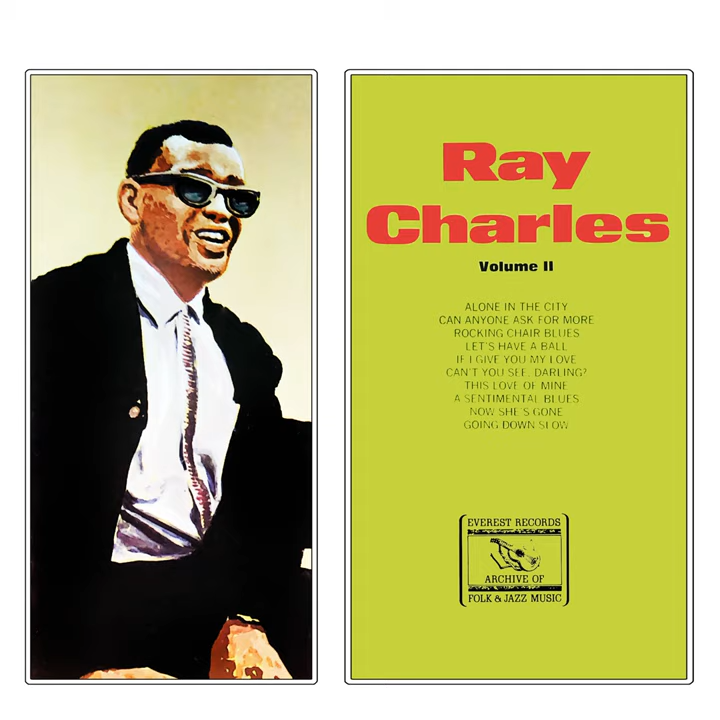 Ray
Charles
Volume II
ALONE IN THE CITY
CAN ANYONE ASK FOR MORE
ROCKING CHAIR BLUES
LET'S HAVE A BALL
IF I GIVE YOU MY LOVE
CAN'T YOU SEE, DARLING?
THIS LOVE OF MINE
A SENTIMENTAL BLUES
NOW SHE'S GONE
GOING DOWN SLOW
EVEREST RECORDS
ARCHIVE OF
FOLK & JAZZ MUSIC